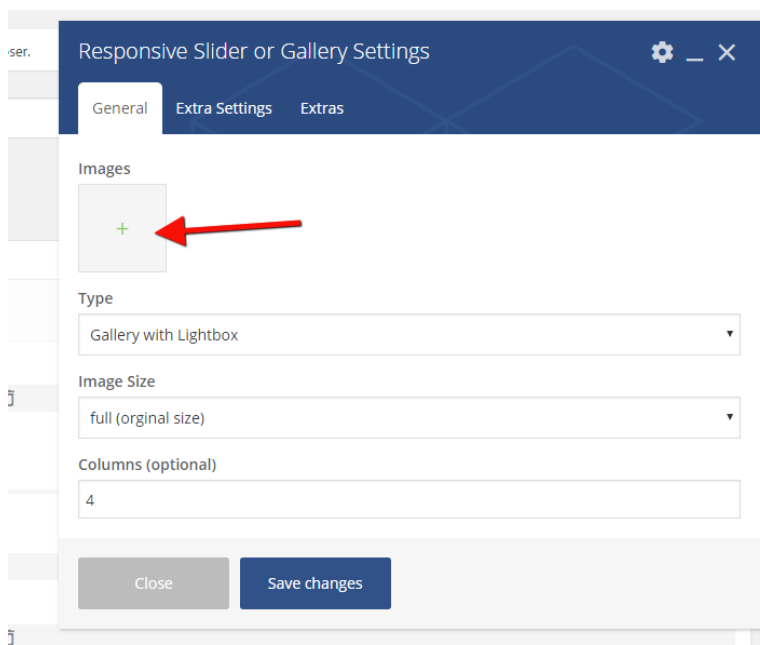 oser.
Responsive Slider or Gallery Settings
General Extra Settings Extras
Images
+
Type
Gallery with Lightbox
Image Size
full (orginal size)
Columns (optional)
4
Close Save changes